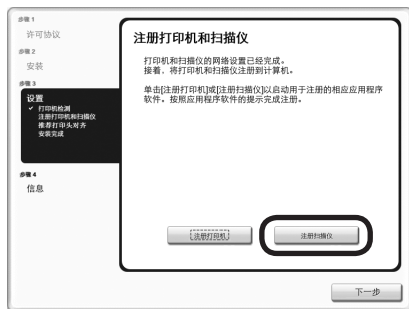 步骤 1
许可协议
步骤 2
安装
步骤 3
设置
✓ 打印机检测
注册打印机和扫描仪
推荐打印头对齐
安装完成
步骤 4
信息
注册打印机和扫描仪
打印机和扫描仪的网络设置已经完成。
接着，将打印机和扫描仪注册到计算机。
单击[注册打印机]或[注册扫描仪]以启动用于注册的相应应用程序
软件。按照应用程序软件的提示完成注册。
注册打印机
注册扫描仪
下一步